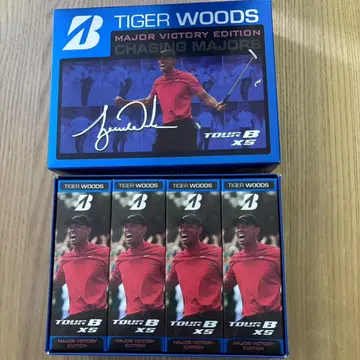 B TIGER WOODS
MAJOR VICTORY EDITION
CHASING MAJORS
TOUR B
XS
TIGER WOODS TIGER WOODS TIGER WOODS TIGER WOODS
B B B B
TOUR B TOUR B TOUR B TOUR B
XS XS XS XS
MAJOR VICTORY MAJOR VICTORY MAJOR VICTORY MAJOR VICTORY
EDITION EDITION EDITION EDITION